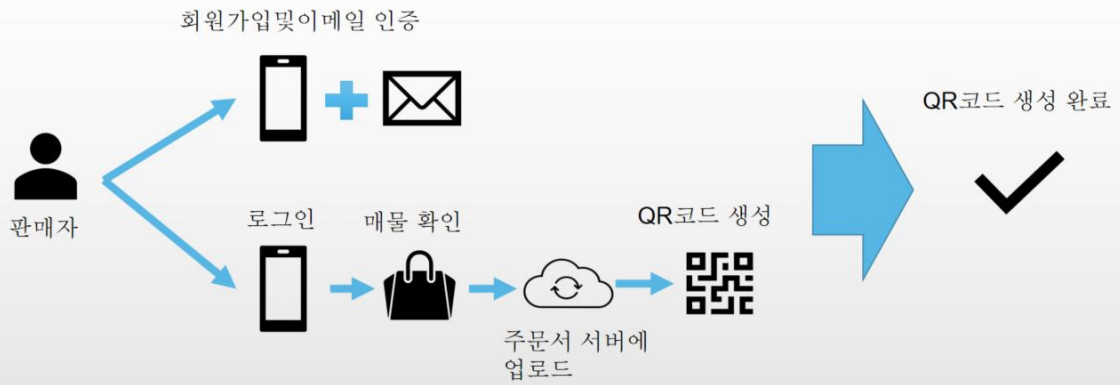 회원가입및이메일 인증
QR코드 생성 완료
판매자
로그인
매물 확인
QR코드 생성
주문서 서버에
업로드